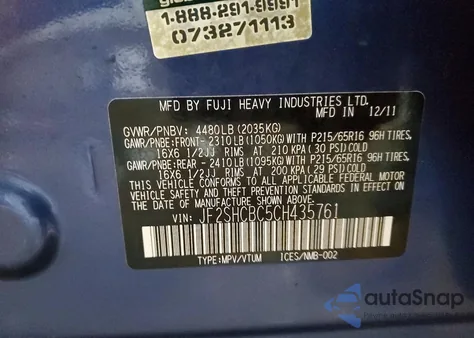 1-888-291-9991
073271113
MFD BY FUJI HEAVY INDUSTRIES LTD.
MFD IN 12/11
GVWR/PNBV: 4480LB(2035KG)
GAWR/PNBE:FRONT-2310LB(1050KG)WITH P215/65R16 96H TIRES,
16X6 1/2JJ RIMS AT 210 KPA (30 PSI)COLD
GAWR/PNBE:REAR -2410LB(1095KG)WITH P215/65R16 96H TIRES,
16X6 1/2JJ RIMS AT 200 KPA (29 PSI)COLD
THIS VEHICLE CONFORMS TO ALL APPLICABLE FEDERAL MOTOR
VEHICLE SAFETY AND THEFT PREVENTION STANDARDS IN EFFECT ON THE
DATE OF MANUFACTURE SHOWN ABOVE.
VIN: JF2SHCBC5CH435761
TYPE:MPV/VTUM ICES/NMB-002
autoSnap